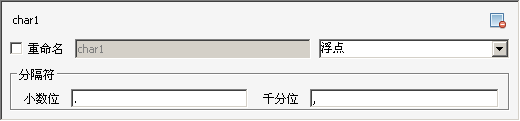 char1
重命名 char1 浮点
分隔符
小数位 . 千分位 ,